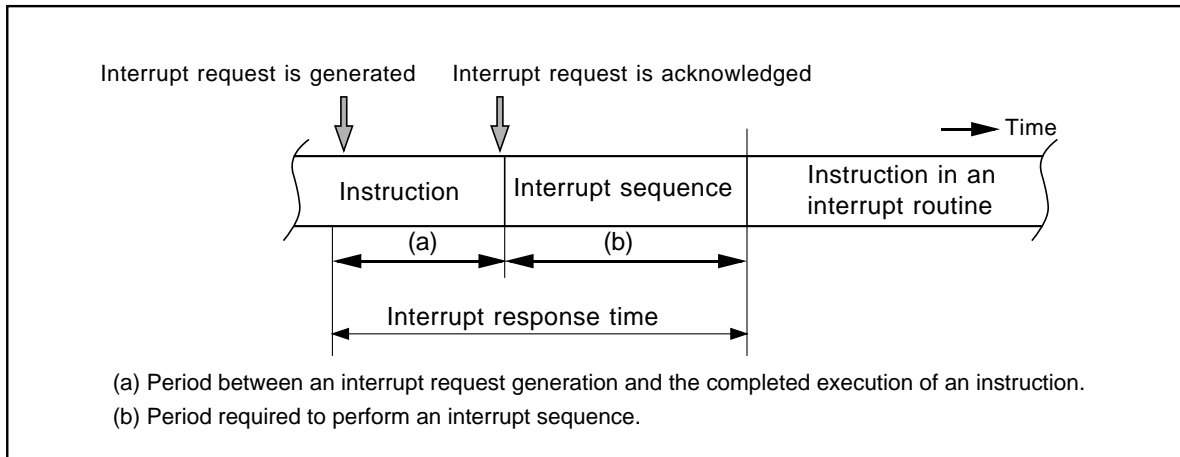 Interrupt request is generated
Interrupt request is acknowledged
Time
Instruction
Interrupt sequence
Instruction in an
interrupt routine
(a)
(b)
Interrupt response time
(a) Period between an interrupt request generation and the completed execution of an instruction.
(b) Period required to perform an interrupt sequence.